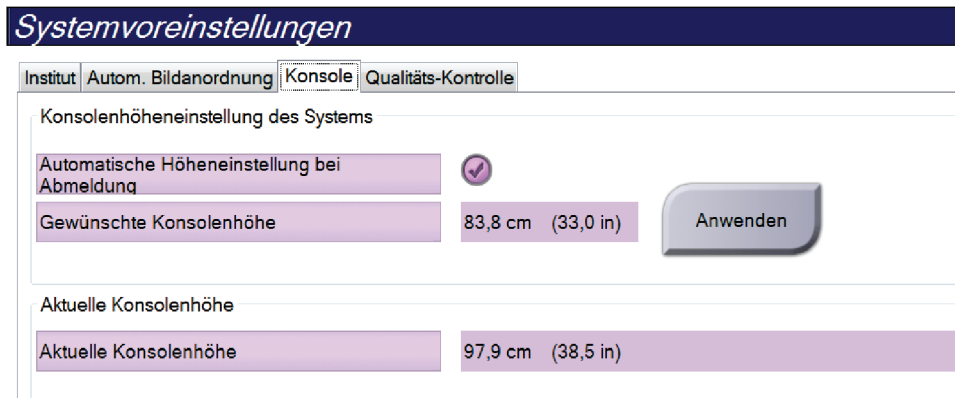 Systemvoreinstellungen
Institut Autom. Bildanordnung Konsole Qualitäts-Kontrolle
Konsolenhöheneinstellung des Systems
Automatische Höheneinstellung bei
Abmeldung
Gewünschte Konsolenhöhe 83,8 cm (33,0 in) Anwenden
Aktuelle Konsolenhöhe
Aktuelle Konsolenhöhe 97,9 cm (38,5 in)